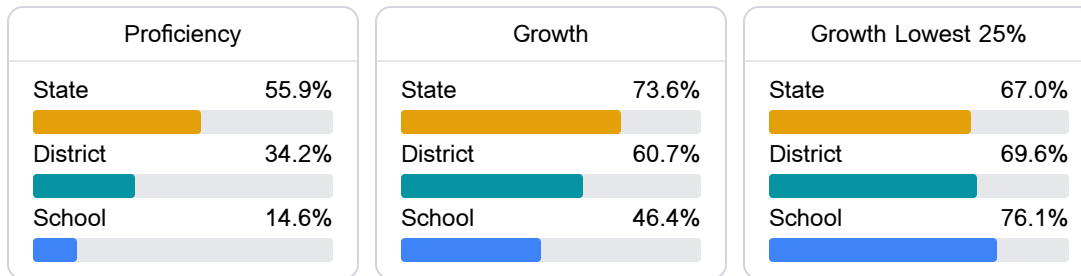 Proficiency
State 55.9%
District 34.2%
School 14.6%
Growth
State 73.6%
District 60.7%
School 46.4%
Growth Lowest 25%
State 67.0%
District 69.6%
School 76.1%